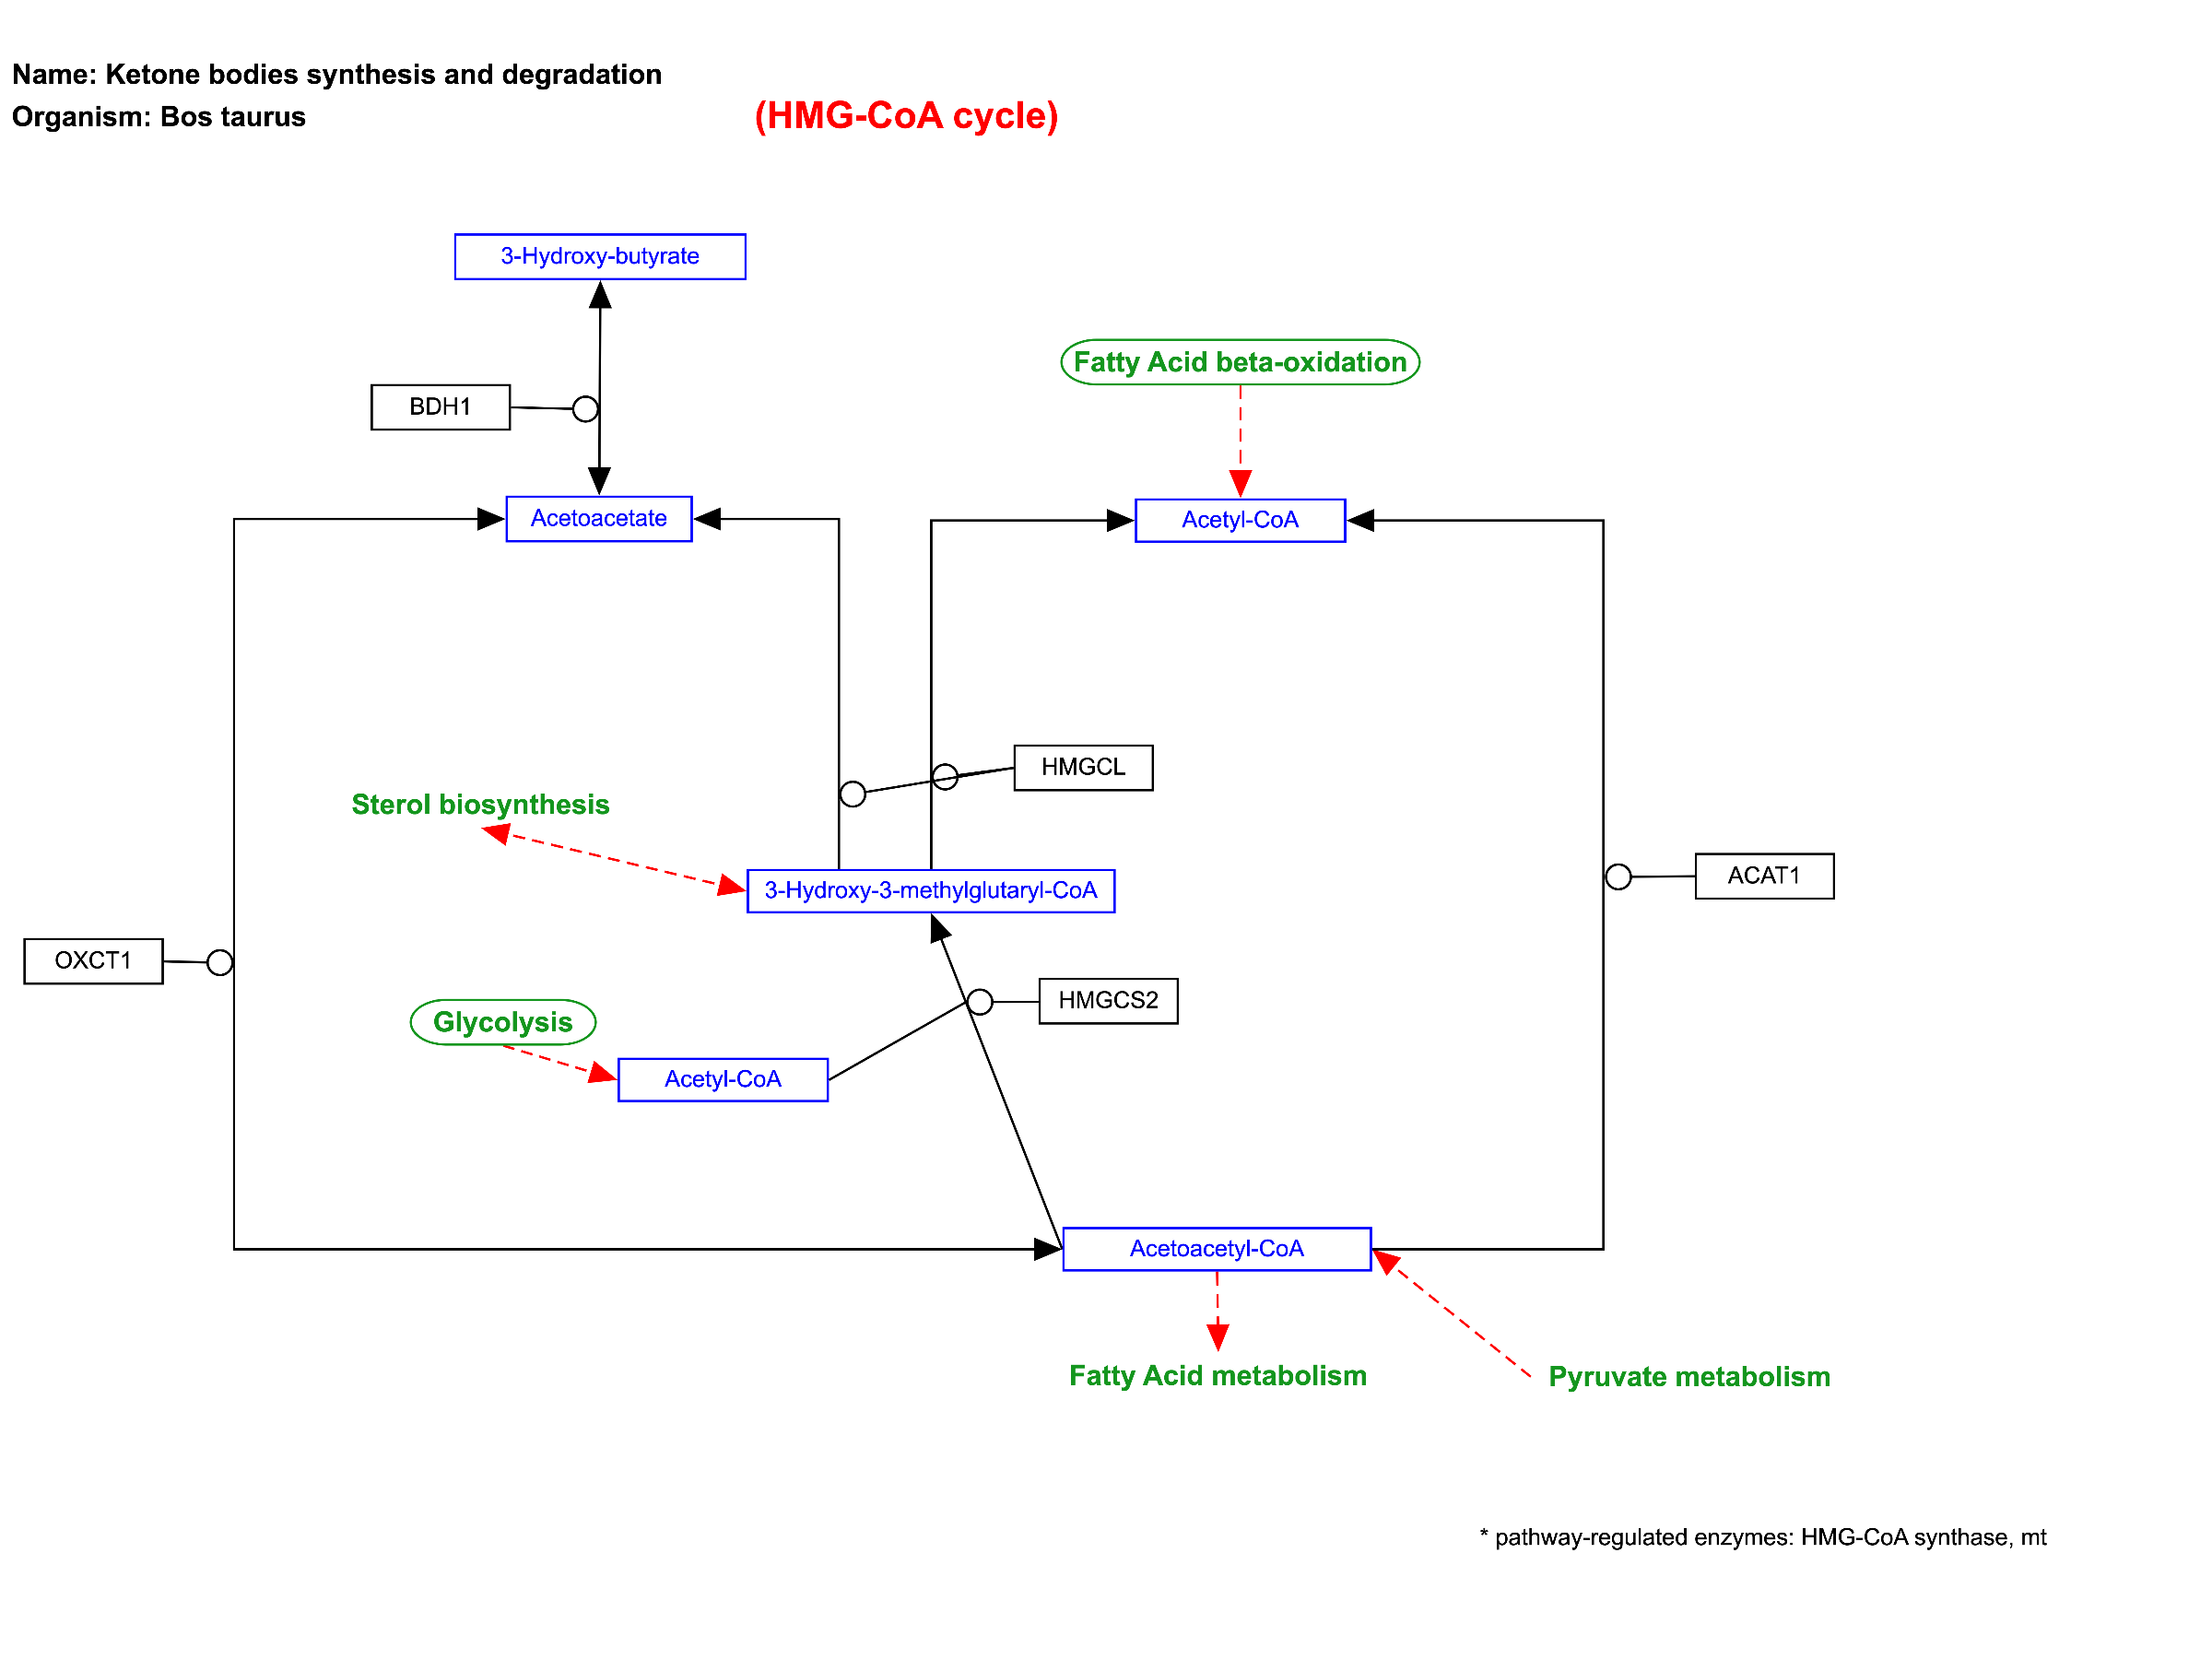 Name: Ketone bodies synthesis and degradation
Organism: Bos taurus
(HMG-CoA cycle)
3-Hydroxy-butyrate
Fatty Acid beta-oxidation
BDH1
Acetoacetate
Acetyl-CoA
HMGCL
Sterol biosynthesis
3-Hydroxy-3-methylglutaryl-CoA
ACAT1
OXCT1
HMGCS2
Glycolysis
Acetyl-CoA
Acetoacetyl-CoA
Fatty Acid metabolism
Pyruvate metabolism
* pathway-regulated enzymes: HMG-CoA synthase, mt